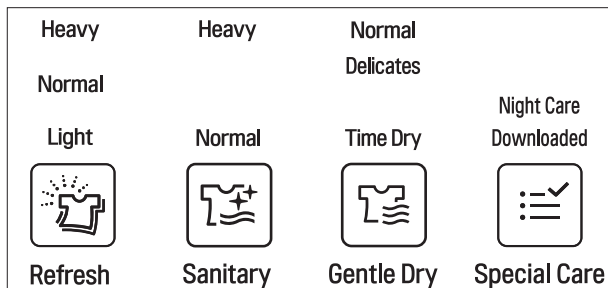 Heavy Heavy Normal
Delicates
Normal
Night Care
Light Normal Time Dry Downloaded
Refresh Sanitary Gentle Dry Special Care